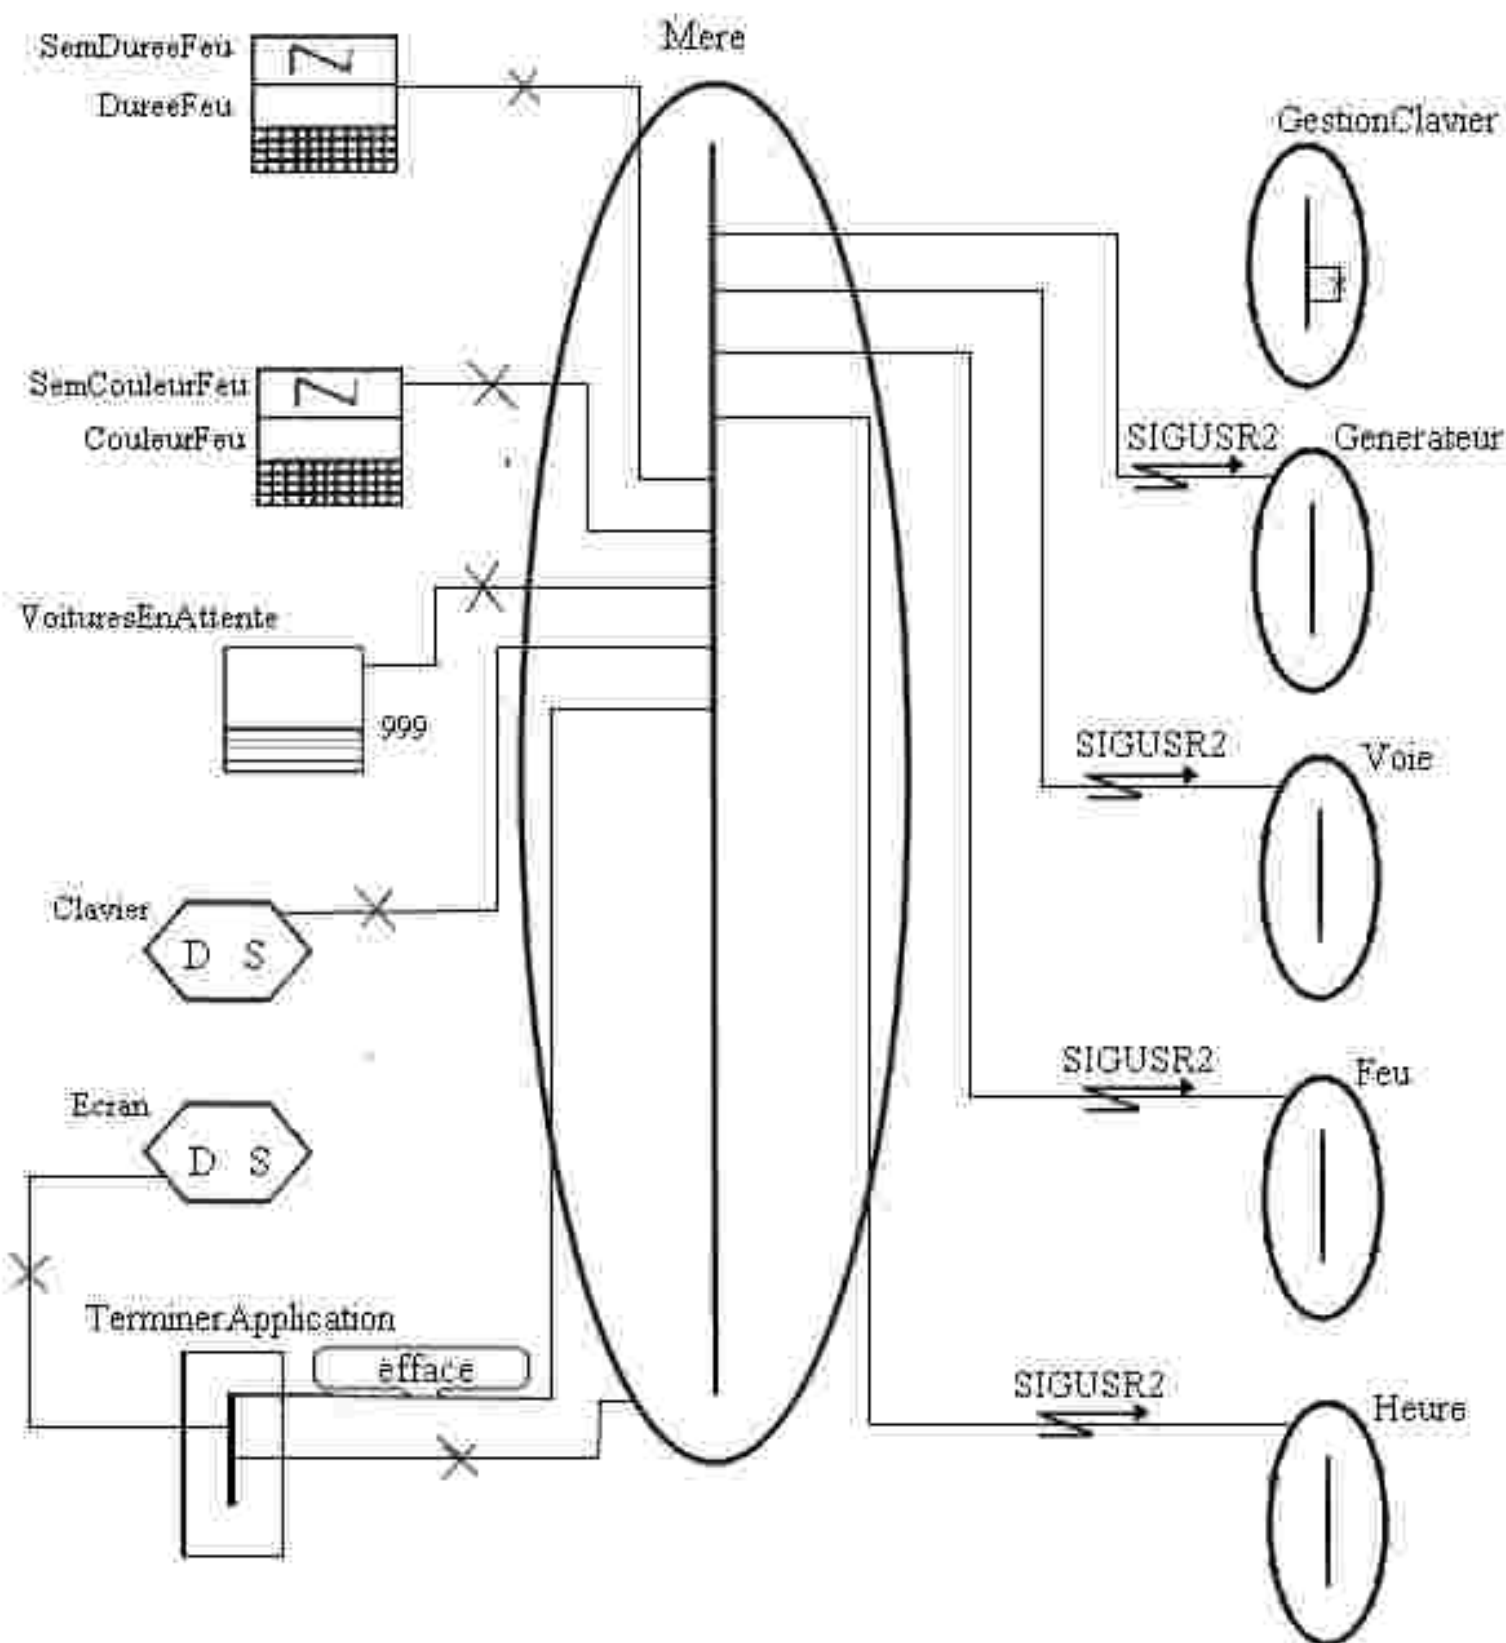 Mere
SemDureeFeu
DureeFeu
GestionClavier
x
SemCouleurFeu
CouleurFeu
SIGUSR2
Generateur
VoituresEnAttente
999
SIGUSR2
Voie
Clavier
D S
SIGUSR2
Feu
Ecran
D S
TerminerApplication
efface
SIGUSR2
Heure